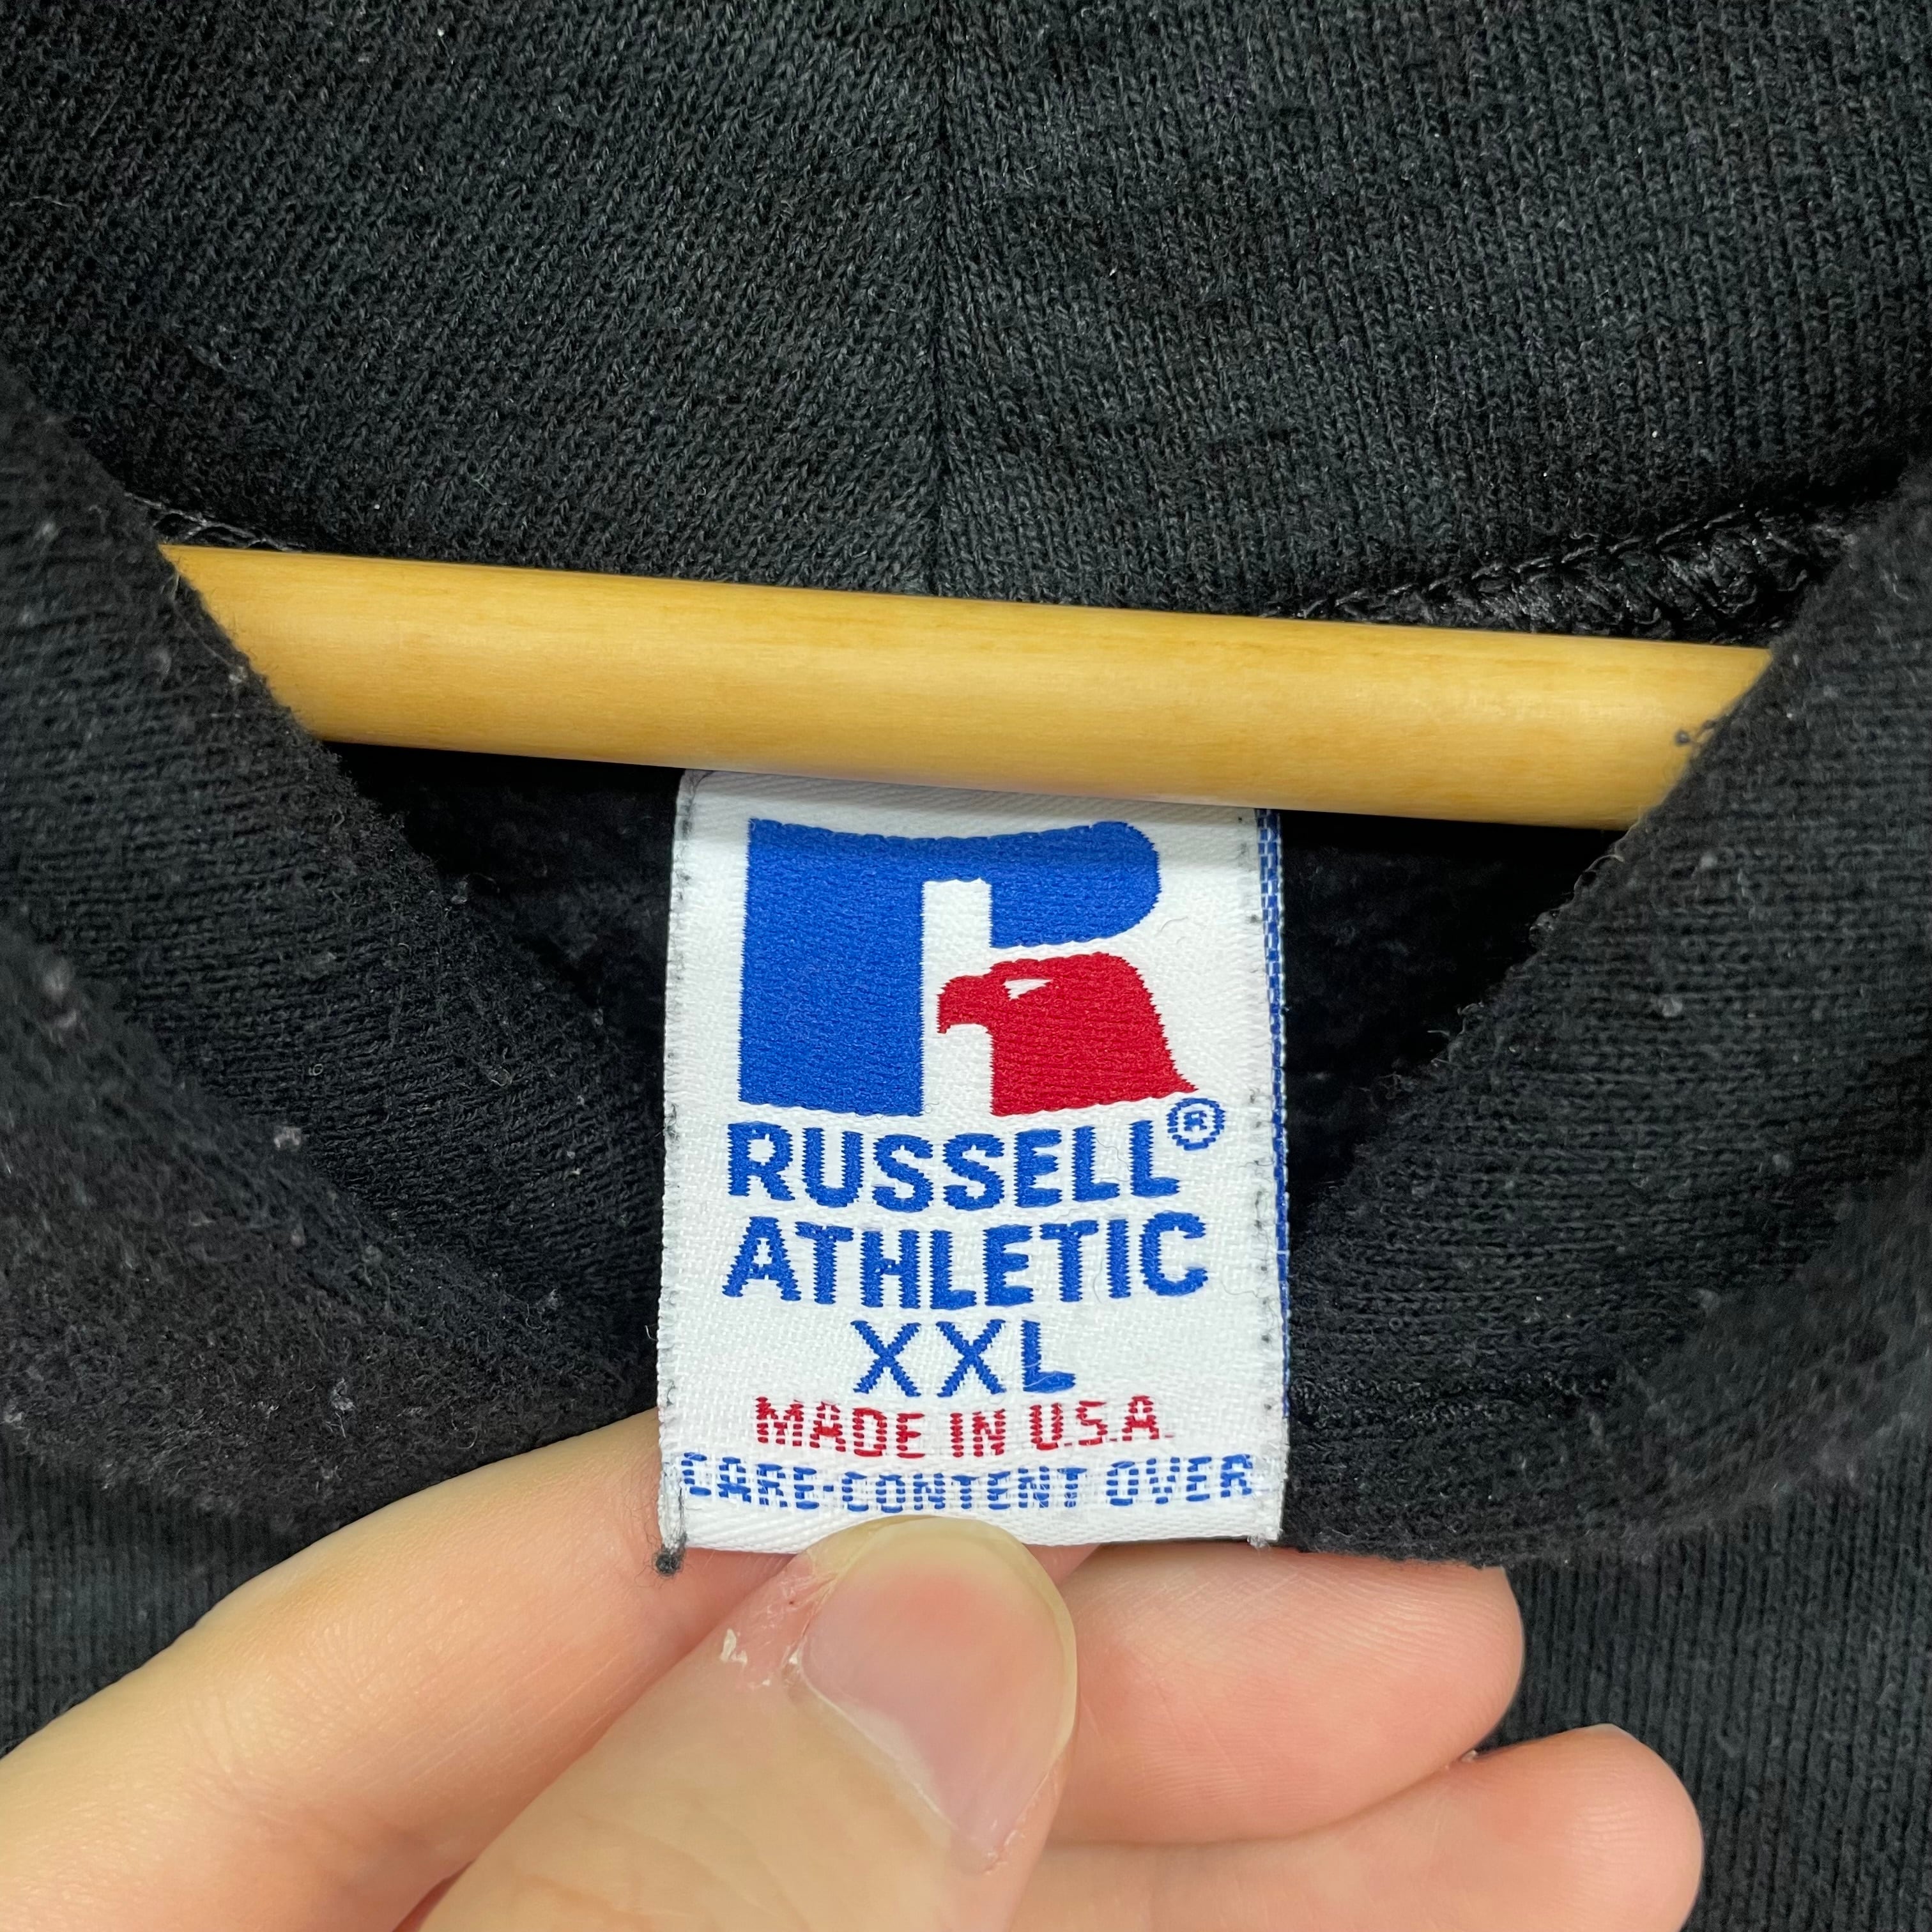 R
RUSSELL®
ATHLETIC
XXL
MADE IN U.S.A.
CARE-CONTENT OVER